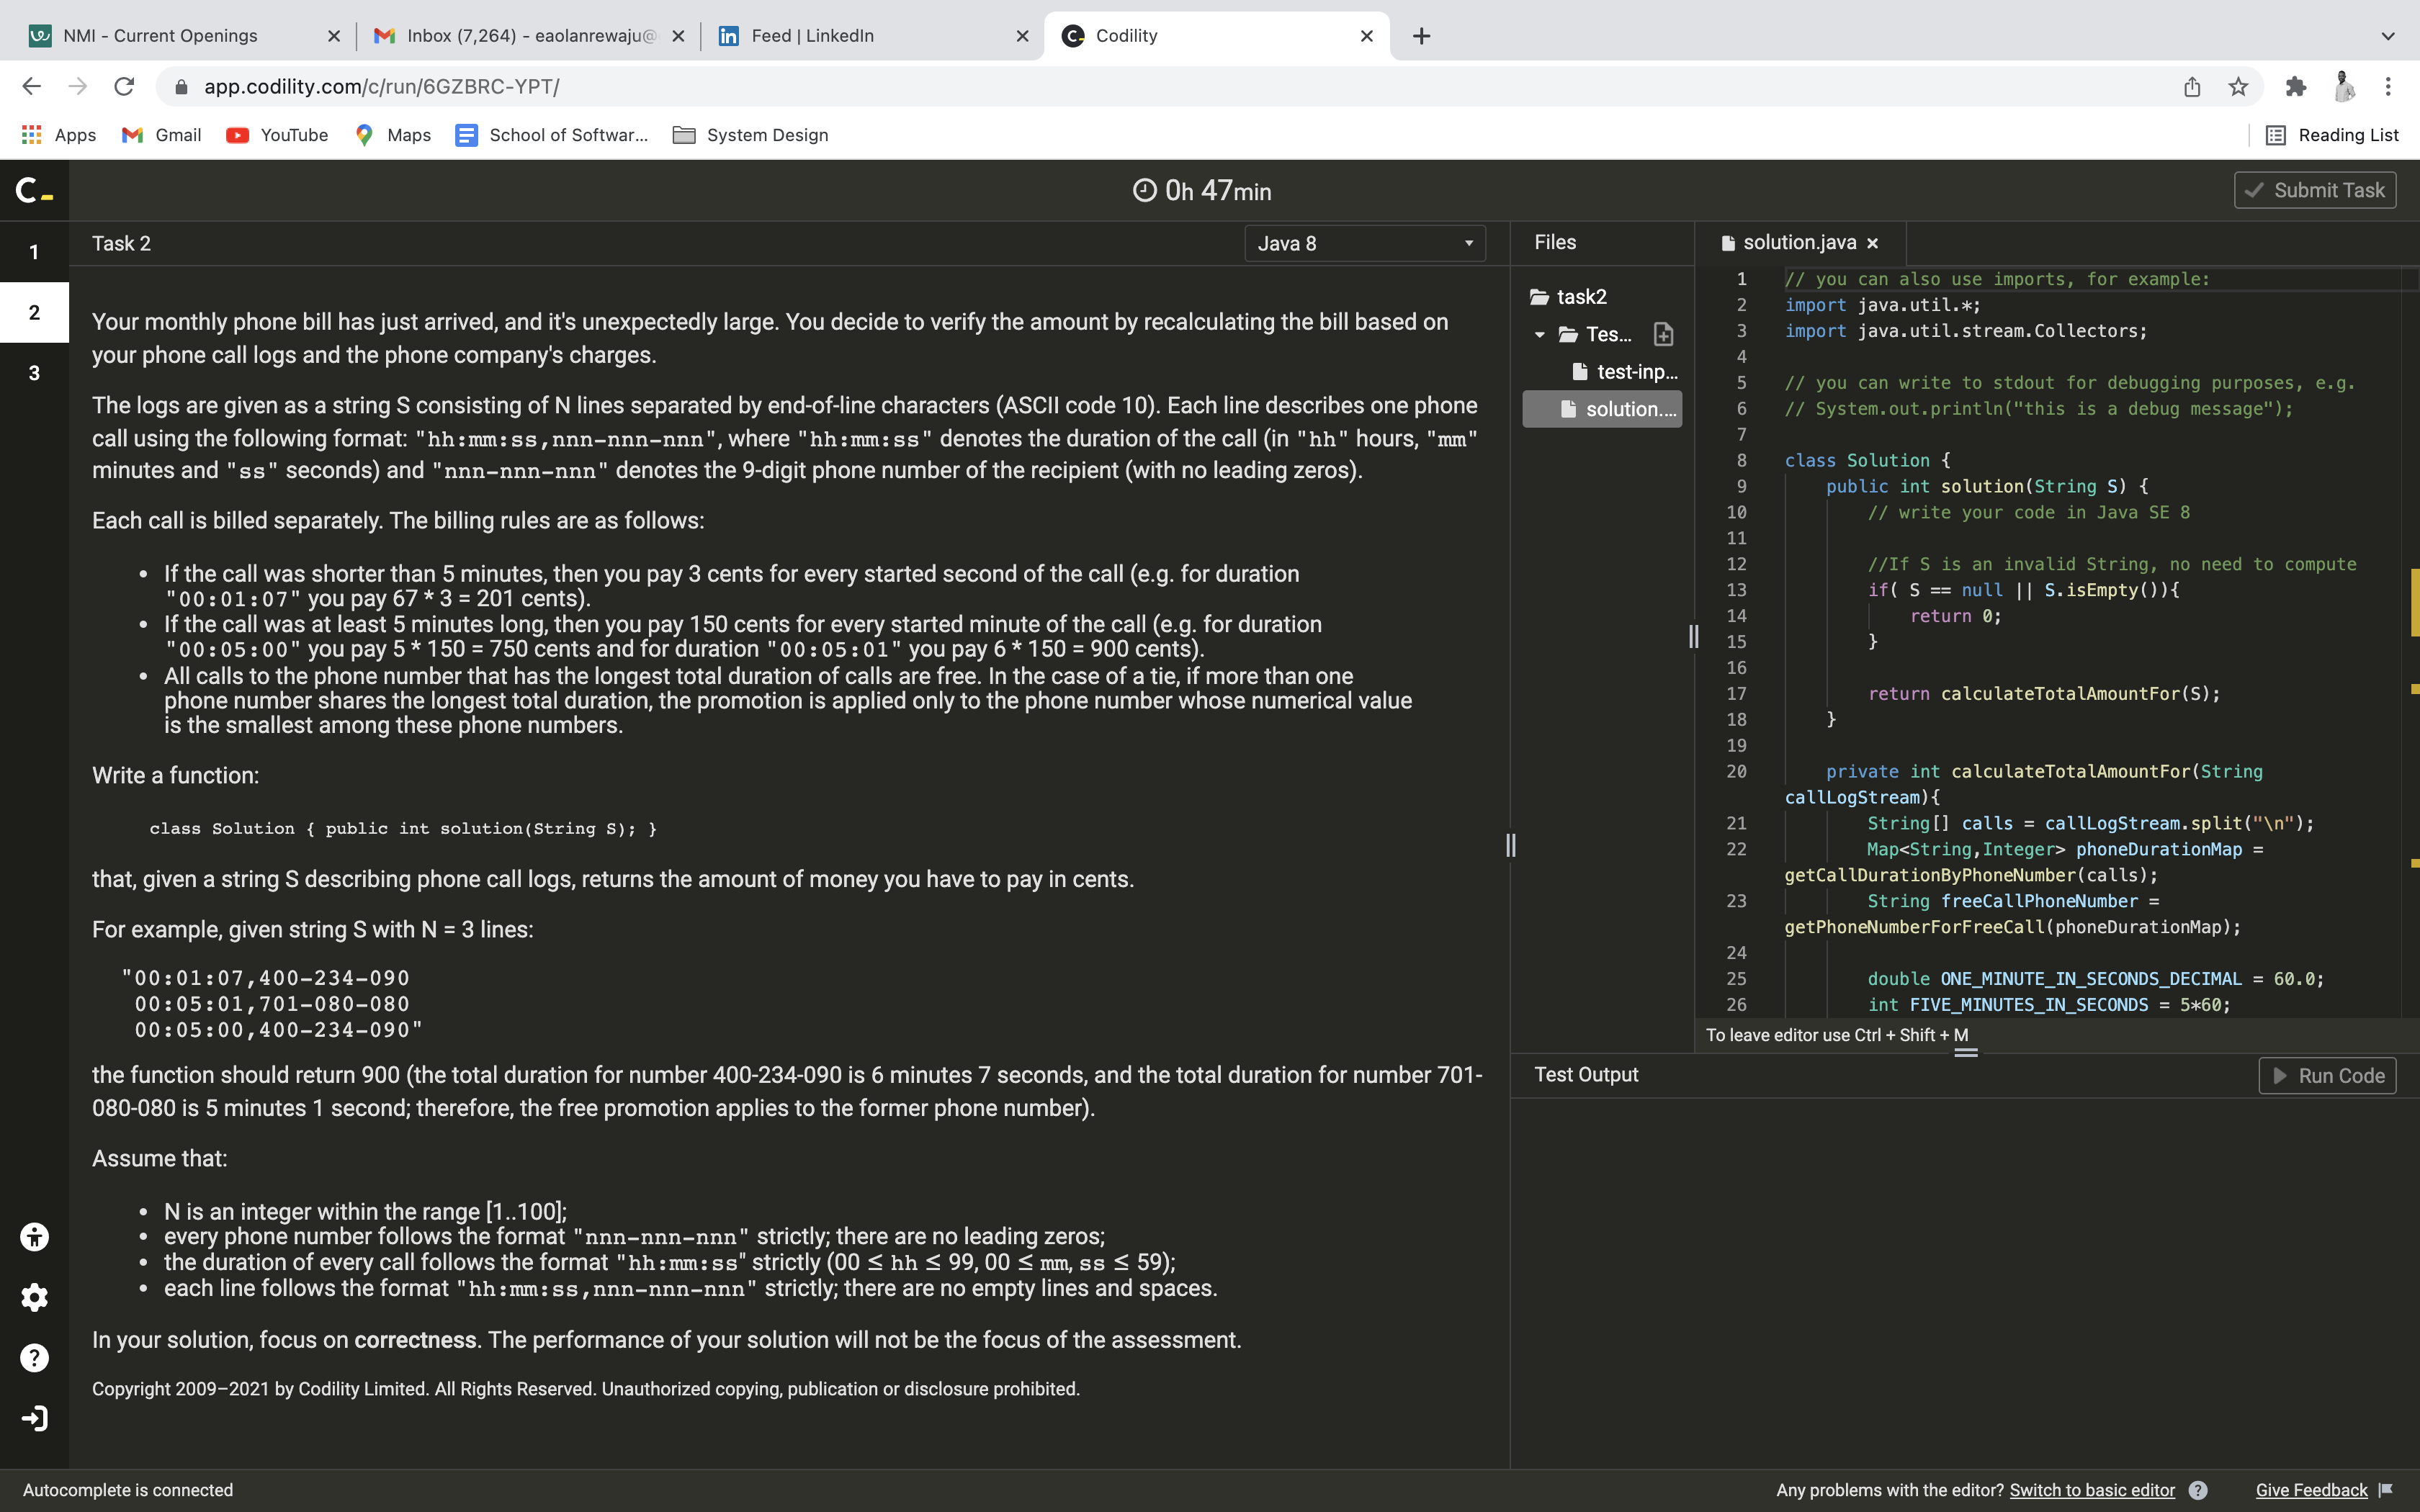 NMI - Current Openings
Inbox (7,264) - eaolanrewaju@
Feed | LinkedIn
Codility
app.codility.com/c/run/6GZBRC-YPT/
Apps
Gmail
YouTube
Maps
School of Softwar...
System Design
Reading List
C_
0h 47min
Submit Task
1
2
3
Task 2
Java 8
Your monthly phone bill has just arrived, and it's unexpectedly large. You decide to verify the amount by recalculating the bill based on
your phone call logs and the phone company's charges.
The logs are given as a string S consisting of N lines separated by end-of-line characters (ASCII code 10). Each line describes one phone
call using the following format: "hh:mm:ss,nnn-nnn-nnn", where "hh:mm:ss" denotes the duration of the call (in "hh" hours, "mm"
minutes and "ss" seconds) and "nnn-nnn-nnn" denotes the 9-digit phone number of the recipient (with no leading zeros).
Each call is billed separately. The billing rules are as follows:
• If the call was shorter than 5 minutes, then you pay 3 cents for every started second of the call (e.g. for duration
"00:01:07" you pay 67 * 3 = 201 cents).
• If the call was at least 5 minutes long, then you pay 150 cents for every started minute of the call (e.g. for duration
"00:05:00" you pay 5 * 150 = 750 cents and for duration "00:05:01" you pay 6 * 150 = 900 cents).
• All calls to the phone number that has the longest total duration of calls are free. In the case of a tie, if more than one
phone number shares the longest total duration, the promotion is applied only to the phone number whose numerical value
is the smallest among these phone numbers.
Write a function:
class Solution { public int solution(String S); }
that, given a string S describing phone call logs, returns the amount of money you have to pay in cents.
For example, given string S with N = 3 lines:
"00:01:07,400-234-090
00:05:01,701-080-080
00:05:00,400-234-090"
the function should return 900 (the total duration for number 400-234-090 is 6 minutes 7 seconds, and the total duration for number 701-
080-080 is 5 minutes 1 second; therefore, the free promotion applies to the former phone number).
Assume that:
• N is an integer within the range [1..100];
• every phone number follows the format "nnn-nnn-nnn" strictly; there are no leading zeros;
• the duration of every call follows the format "hh:mm:ss" strictly (00 ≤ hh ≤ 99, 00 ≤ mm, ss ≤ 59);
• each line follows the format "hh:mm:ss,nnn-nnn-nnn" strictly; there are no empty lines and spaces.
In your solution, focus on correctness. The performance of your solution will not be the focus of the assessment.
Copyright 2009–2021 by Codility Limited. All Rights Reserved. Unauthorized copying, publication or disclosure prohibited.
Files
task2
Tes...
test-inp...
solution....
solution.java
1 // you can also use imports, for example:
2 import java.util.*;
3 import java.util.stream.Collectors;
4
5 // you can write to stdout for debugging purposes, e.g.
6 // System.out.println("this is a debug message");
7
8 class Solution {
9 public int solution(String S) {
10 // write your code in Java SE 8
11
12 //If S is an invalid String, no need to compute
13 if( S == null || S.isEmpty()){
14 return 0;
15 }
16
17 return calculateTotalAmountFor(S);
18 }
19
20 private int calculateTotalAmountFor(String
callLogStream){
21 String[] calls = callLogStream.split("\n");
22 Map<String,Integer> phoneDurationMap =
getCallDurationByPhoneNumber(calls);
23 String freeCallPhoneNumber =
getPhoneNumberForFreeCall(phoneDurationMap);
24
25 double ONE_MINUTE_IN_SECONDS_DECIMAL = 60.0;
26 int FIVE_MINUTES_IN_SECONDS = 5*60;
To leave editor use Ctrl + Shift + M
Test Output
Run Code
Autocomplete is connected
Any problems with the editor? Switch to basic editor ?
Give Feedback